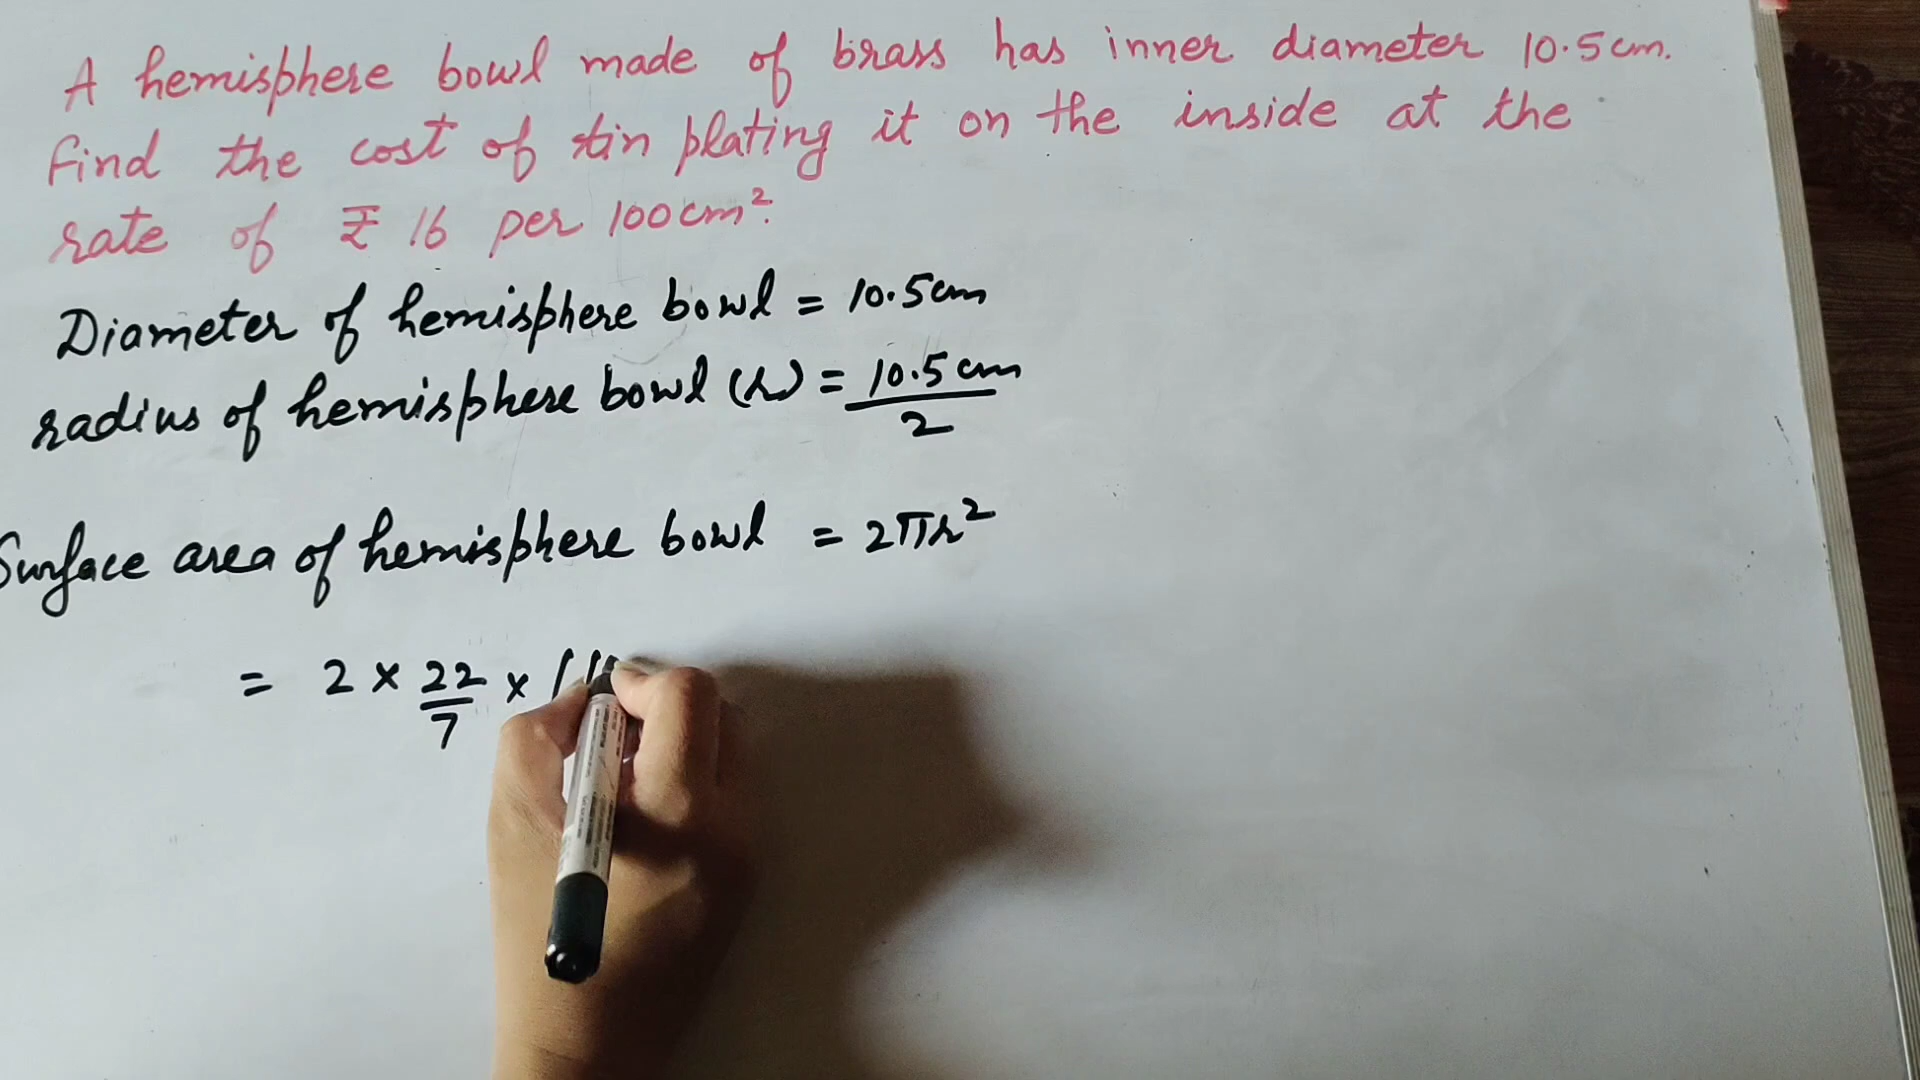 A hemisphere bowl made of brass has inner diameter 10.5cm.
Find the cost of tin plating it on the inside at the
rate of ₹ 16 per 100cm².
Diameter of hemisphere bowl = 10.5cm
radius of hemisphere bowl (r) = 10.5cm/2
Surface area of hemisphere bowl = 2πr²
= 2 × 22/7 × (